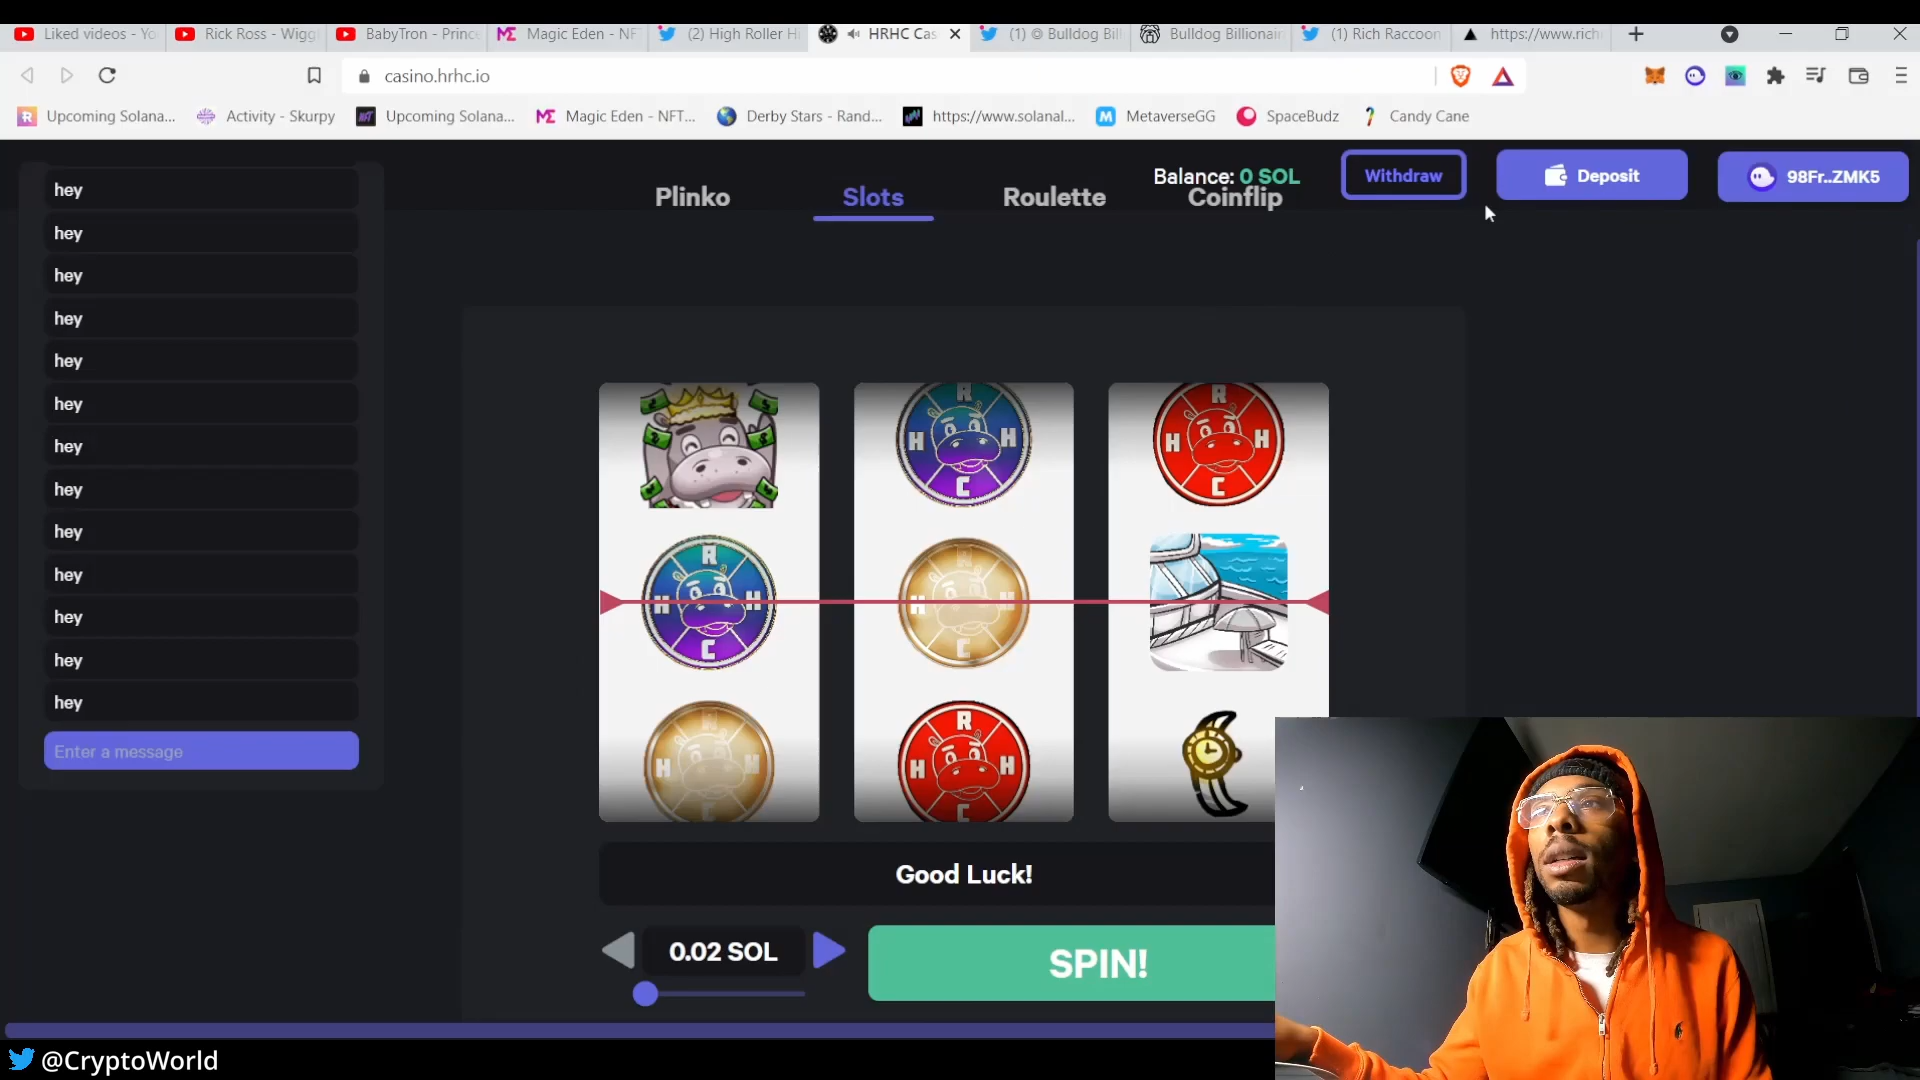 Liked videos - Yo
Rick Ross - Wigg
BabyTron - Prince
Magic Eden - NF
(2) High Roller Hi
HRHC Cas
(1) @ Bulldog Bil
Bulldog Billionair
(1) Rich Raccoon
https://www.rich
casino.hrhc.io
Upcoming Solana...
Activity - Skurpy
Upcoming Solana...
Magic Eden - NFT...
Derby Stars - Rand...
https://www.solanal...
MetaverseGG
SpaceBudz
Candy Cane
Balance: 0 SOL
Withdraw
Deposit
98Fr..ZMK5
Plinko
Slots
Roulette
Coinflip
hey
hey
hey
hey
hey
hey
hey
hey
hey
hey
hey
hey
hey
Enter a message
R H H C
R H H C
R H H C
R H H C
H H
R H H C
Good Luck!
0.02 SOL
SPIN!
@CryptoWorld